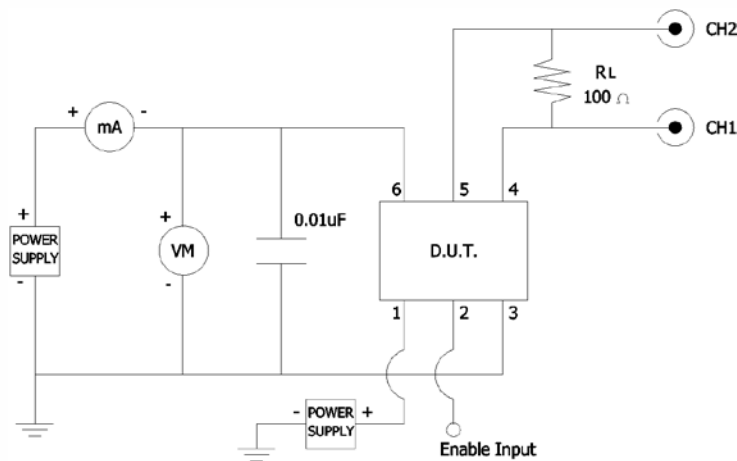 CH2
RL
100 Ω
CH1
+ mA -
6 5 4
+
POWER
SUPPLY
-
+
VM
-
0.01uF
D.U.T.
1 2 3
- POWER
SUPPLY +
Enable Input